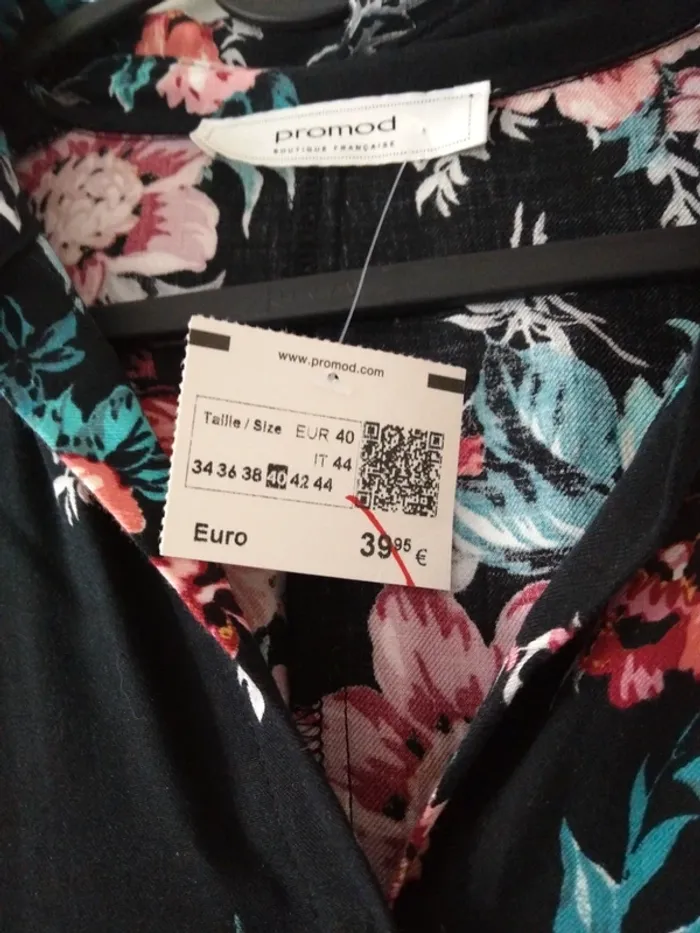 promod
BOUTIQUE FRANÇAISE
www.promod.com
Taille / Size EUR 40
IT 44
34 36 38 40 42 44
Euro 39,95 €